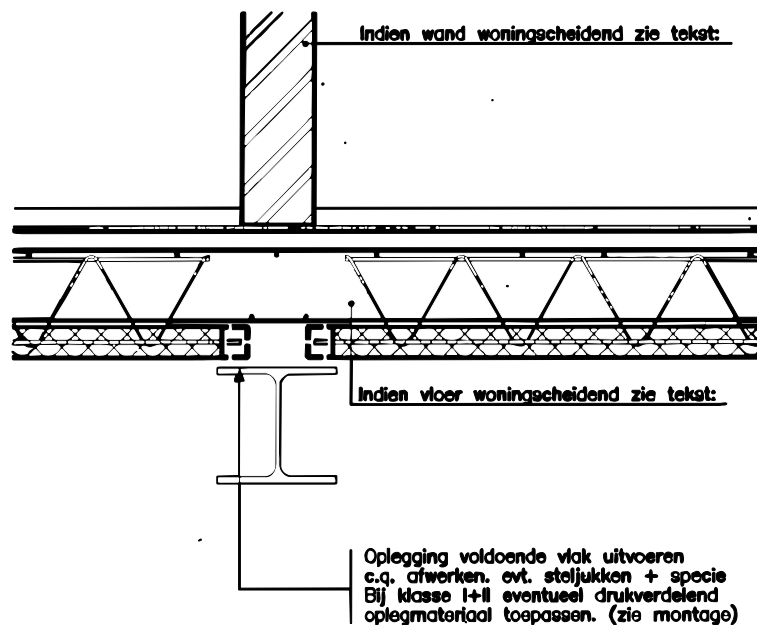 Indien wand woningscheidend zie tekst:
Indien vloer woningscheidend zie tekst:
Oplegging voldoende vlak uitvoeren
c.q. afwerken. evt. steljukken + specie
Bij klasse I+II eventueel drukverdelend
oplegmateriaal toepassen. (zie montage)